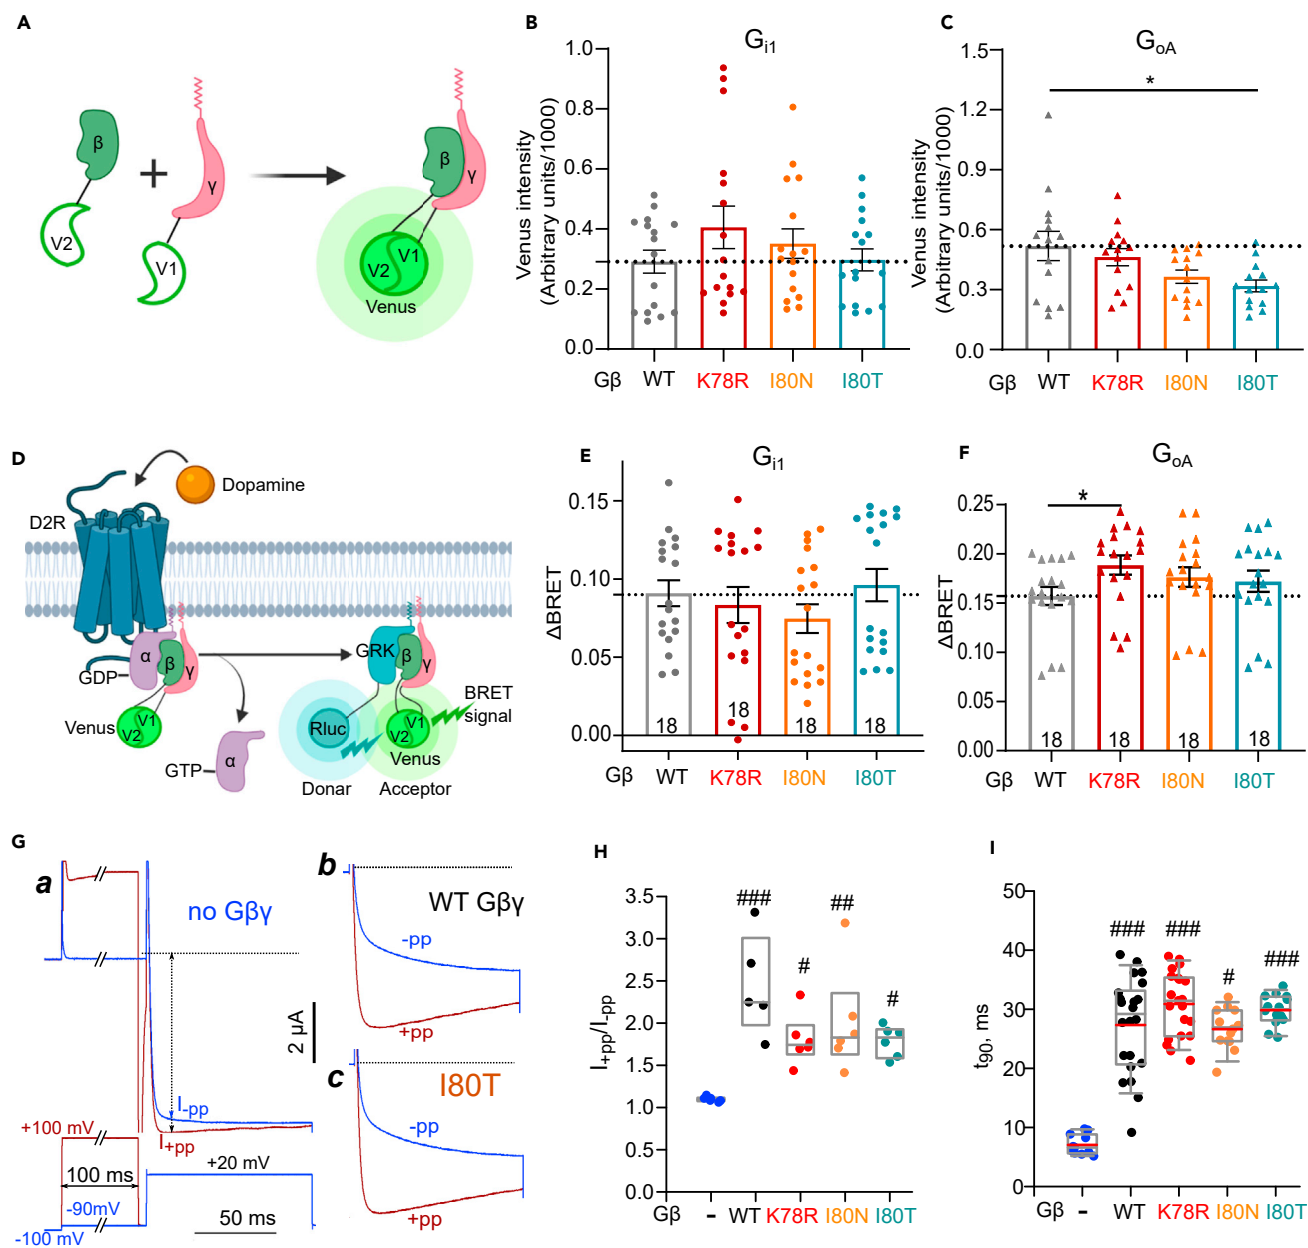 A
β
+
γ
V2
V1
β
γ
V2
V1
Venus
B
Gi1
Venus intensity
(Arbitrary units/1000)
1.0
0.8
0.6
0.4
0.2
0.0
Gβ WT K78R I80N I80T
C
GoA
Venus intensity
(Arbitrary units/1000)
1.5
1.2
0.9
0.6
0.3
0.0
*
Gβ WT K78R I80N I80T
D
Dopamine
D2R
α
β
γ
GDP
Venus
V1
V2
GTP
α
GRK
β
γ
BRET
signal
Rluc
V1
V2
Venus
Donar
Acceptor
E
Gi1
ΔBRET
0.15
0.10
0.05
0.00
18 18 18 18
Gβ WT K78R I80N I80T
F
GoA
ΔBRET
0.25
0.20
0.15
0.10
0.05
0.00
*
18 18 18 18
Gβ WT K78R I80N I80T
G
a
no Gβγ
I-pp
I+pp
2 µA
+100 mV
100 ms
+20 mV
-90mV
-100 mV
50 ms
b
WT Gβγ
-pp
+pp
c
I80T
-pp
+pp
H
I+pp/I-pp
3.5
3.0
2.5
2.0
1.5
1.0
0.5
0.0
### # ## #
Gβ - WT K78R I80N I80T
I
t90, ms
50
40
30
20
10
0
### ### # ###
Gβ - WT K78R I80N I80T